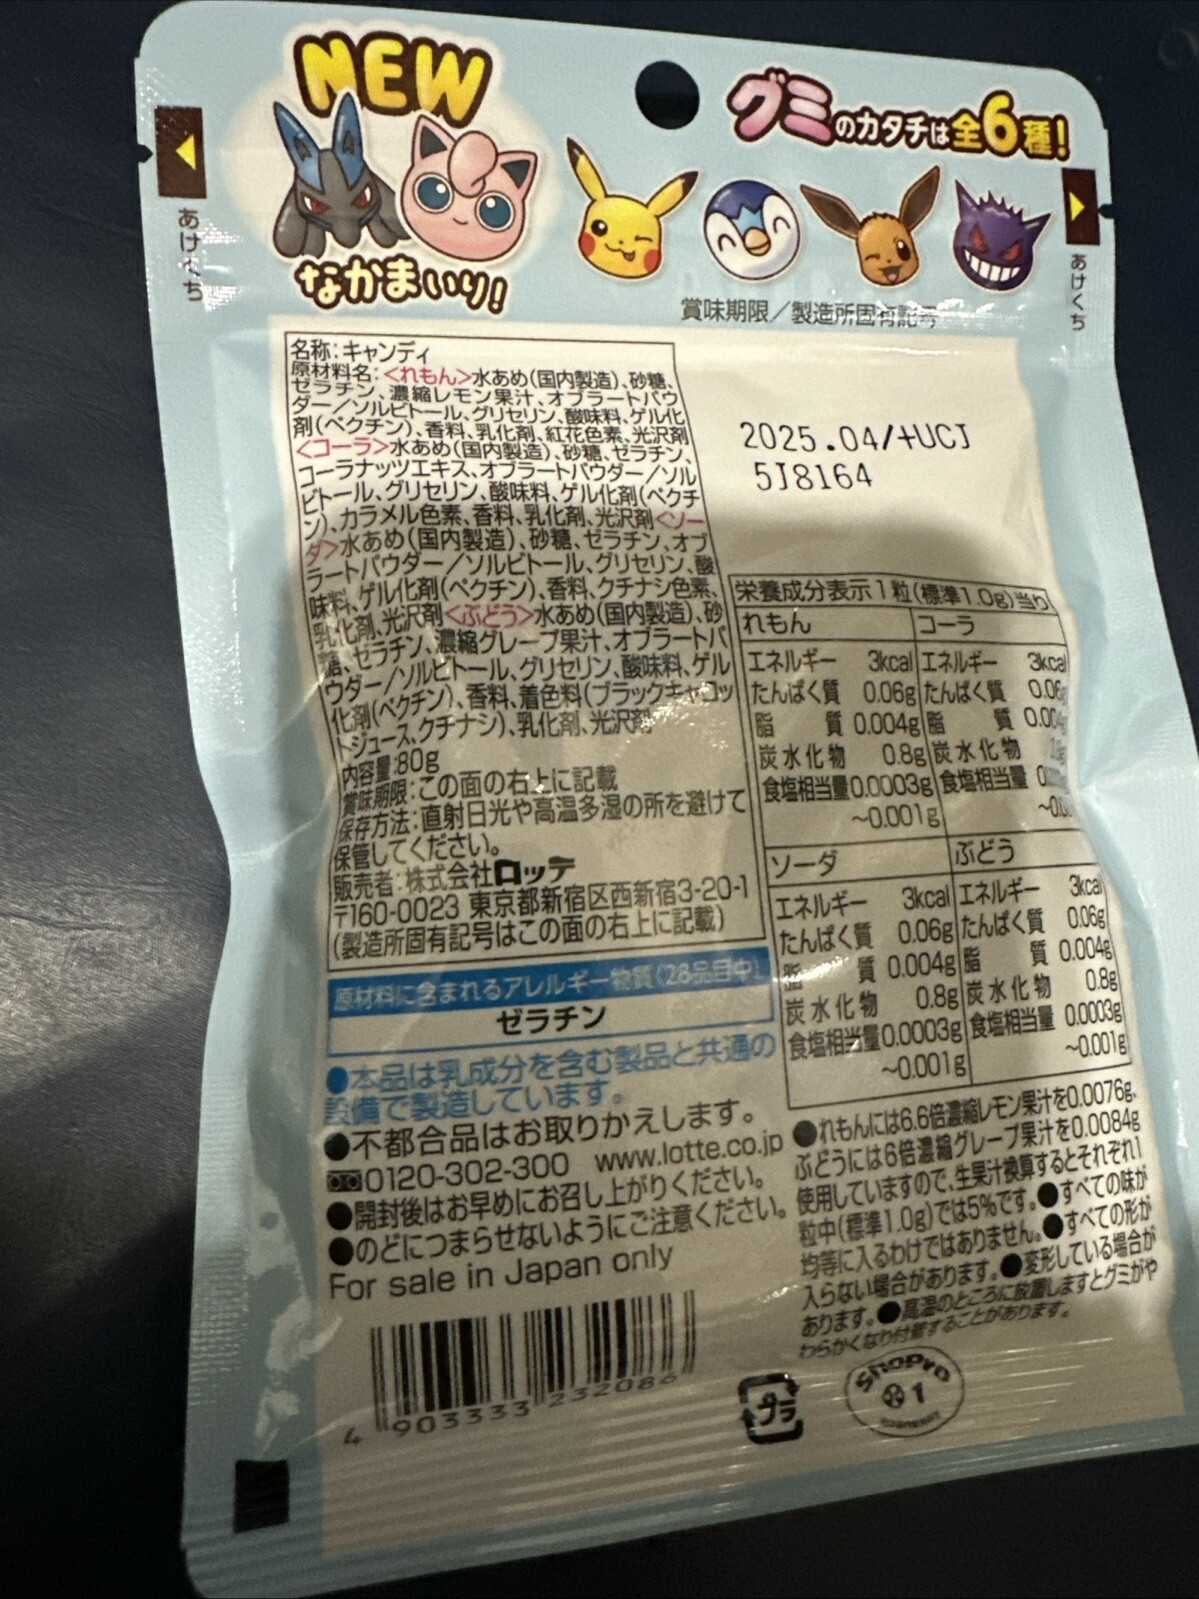 NEW
なかまいり!
グミのカタチは全6種!
あけくち
あけくち
賞味期限/製造所固有記号
2025.04/+UCJ
5J8164
名称:キャンディ
原材料名:<れもん>水あめ(国内製造)、砂糖、
ゼラチン、濃縮レモン果汁、オブラートパウ
ダー/ソルビトール、グリセリン、酸味料、ゲル化
剤(ペクチン)、香料、乳化剤、紅花色素、光沢剤
<コーラ>水あめ(国内製造)、砂糖、ゼラチン、
コーラナッツエキス、オブラートパウダー/ソル
ビトール、グリセリン、酸味料、ゲル化剤(ペクチ
ン)、カラメル色素、香料、乳化剤、光沢剤<ソー
ダ>水あめ(国内製造)、砂糖、ゼラチン、オブ
ラートパウダー/ソルビトール、グリセリン、酸
味料、ゲル化剤(ペクチン)、香料、クチナシ色素、
乳化剤、光沢剤<ぶどう>水あめ(国内製造)、砂
糖、ゼラチン、濃縮グレープ果汁、オブラートパ
ウダー/ソルビトール、グリセリン、酸味料、ゲル
化剤(ペクチン)、香料、着色料(ブラックキャロッ
トジュース、クチナシ)、乳化剤、光沢剤
内容量:80g
賞味期限:この面の右上に記載
保存方法:直射日光や高温多湿の所を避けて
保管してください。
販売者:株式会社ロッテ
〒160-0023 東京都新宿区西新宿3-20-1
(製造所固有記号はこの面の右上に記載)
原材料に含まれるアレルギー物質(28品目中)
ゼラチン
●本品は乳成分を含む製品と共通の
設備で製造しています。
●不都合品はお取りかえします。
0120-302-300 www.lotte.co.jp
●開封後はお早めにお召し上がりください。
●のどにつまらせないようにご注意ください。
For sale in Japan only
4 903333 232086
栄養成分表示1粒(標準1.0g)当り
れもん コーラ
エネルギー 3kcal エネルギー 3kcal
たんぱく質 0.06g たんぱく質 0.06g
脂質 0.004g 脂質 0.004g
炭水化物 0.8g 炭水化物
食塩相当量0.0003g 食塩相当量
~0.001g
ソーダ ぶどう
エネルギー 3kcal エネルギー 3kcal
たんぱく質 0.06g たんぱく質 0.06g
脂質 0.004g 脂質 0.004g
炭水化物 0.8g 炭水化物 0.8g
食塩相当量0.0003g 食塩相当量 0.0003g
~0.001g ~0.001g
●れもんには6.6倍濃縮レモン果汁を0.0076g、
ぶどうには6倍濃縮グレープ果汁を0.0084g
使用していますので、生果汁換算するとそれぞれ1
粒中(標準1.0g)では5%です。●すべての味が
均等に入るわけではありません。●すべての形が
入らない場合があります。●変形している場合が
あります。●高温のところに放置しますとグミがや
わらかくなり付着することがあります。
プラ
ShoPro
1